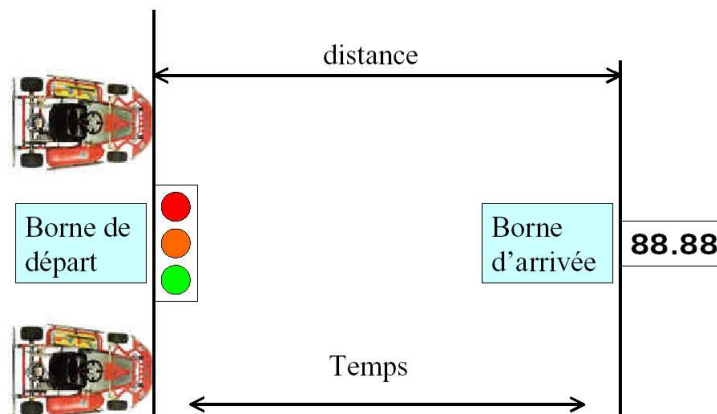 distance
Borne de
départ
Borne
d’arrivée
88.88
Temps